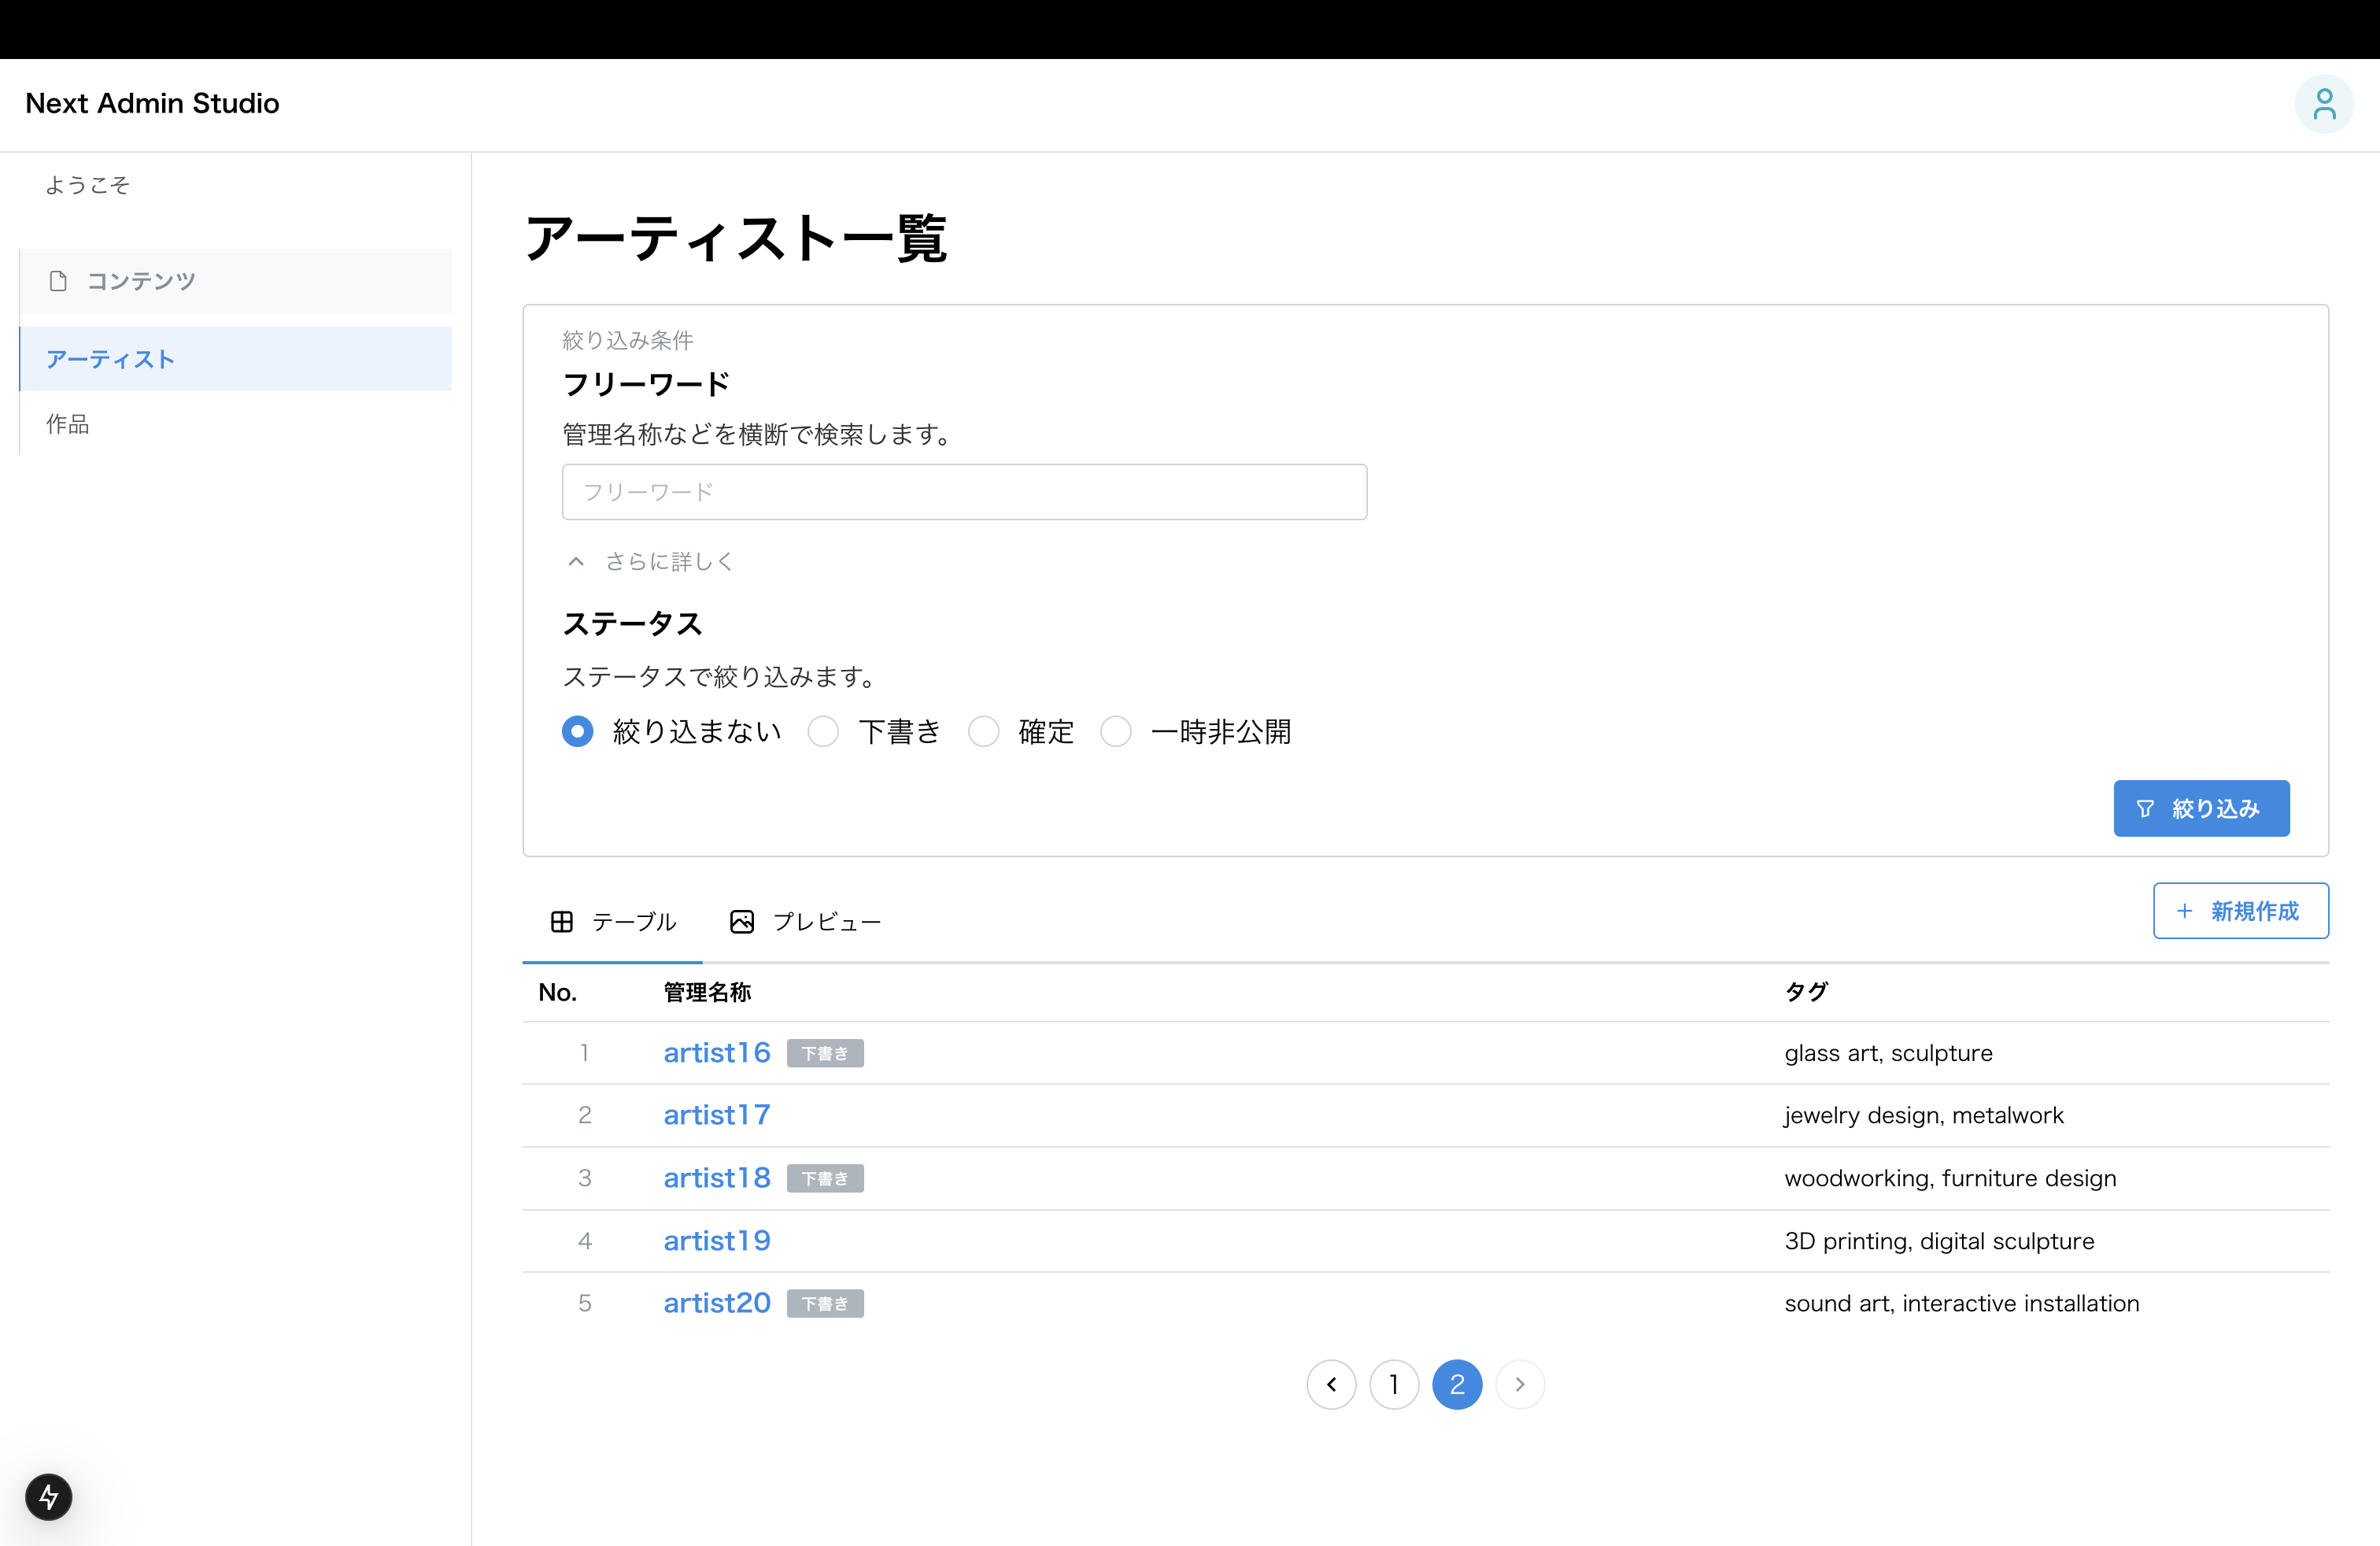 Next Admin Studio
ようこそ
コンテンツ
アーティスト
作品
アーティスト一覧
絞り込み条件
フリーワード
管理名称などを横断で検索します。
フリーワード
さらに詳しく
ステータス
ステータスで絞り込みます。
絞り込まない 下書き 確定 一時非公開
絞り込み
テーブル プレビュー
新規作成
No. 管理名称 タグ
1 artist16 下書き glass art, sculpture
2 artist17 jewelry design, metalwork
3 artist18 下書き woodworking, furniture design
4 artist19 3D printing, digital sculpture
5 artist20 下書き sound art, interactive installation
1 2